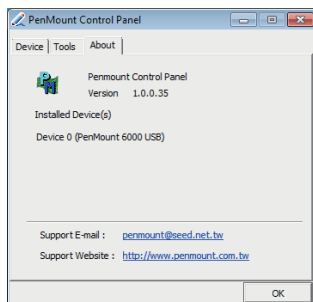 PenMount Control Panel
Device Tools About
PM
Penmount Control Panel
Version 1.0.0.35
Installed Device(s)
Device 0 (PenMount 6000 USB)
Support E-mail : penmount@seed.net.tw
Support Website : http://www.penmount.com.tw
OK